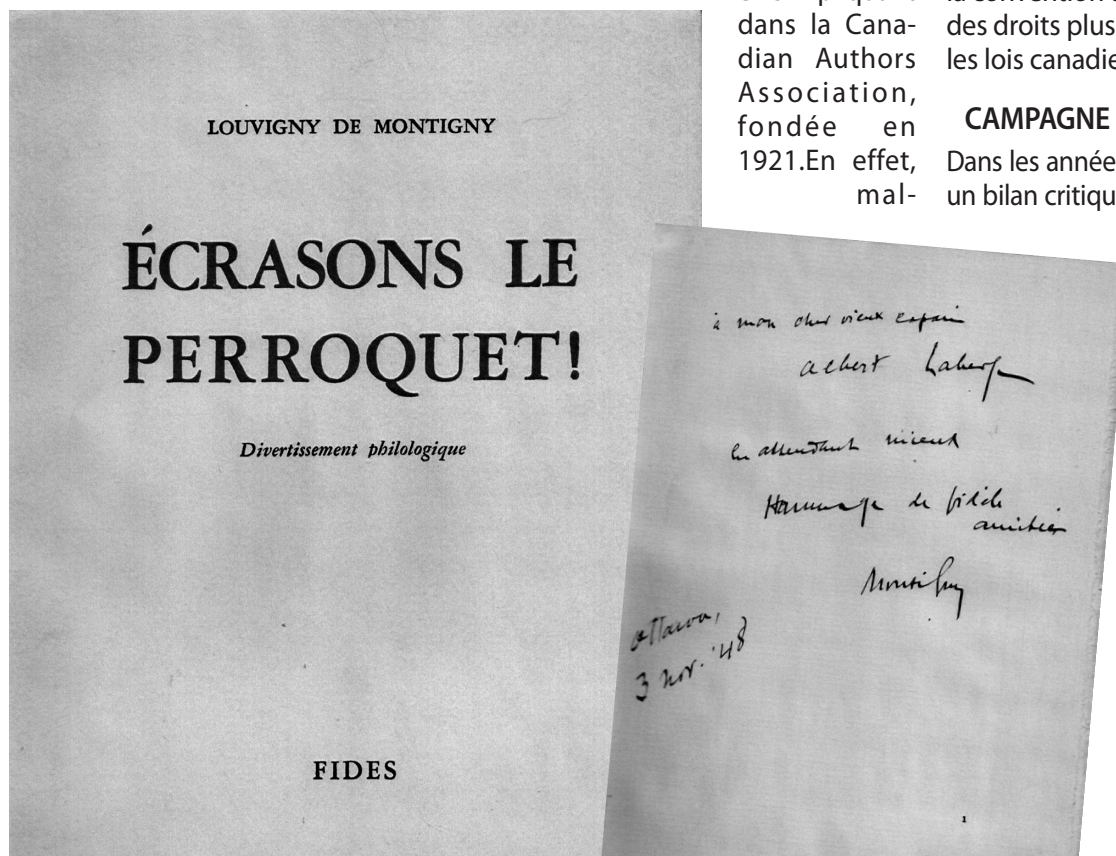 LOUVIGNY DE MONTIGNY
ÉCRASONS LE
PERROQUET!
Divertissement philologique
FIDES
dans la Cana-
dian Authors
Association,
fondée en
1921.En effet,
mal-
des droits plus
les lois canadie
CAMPAGNE
Dans les année
un bilan critiqu
à mon cher vieux copain
Albert Laberge
En attendant mieux
Hommage de fidèle
amitié
Montigny
Ottawa,
3 nov. '48
1